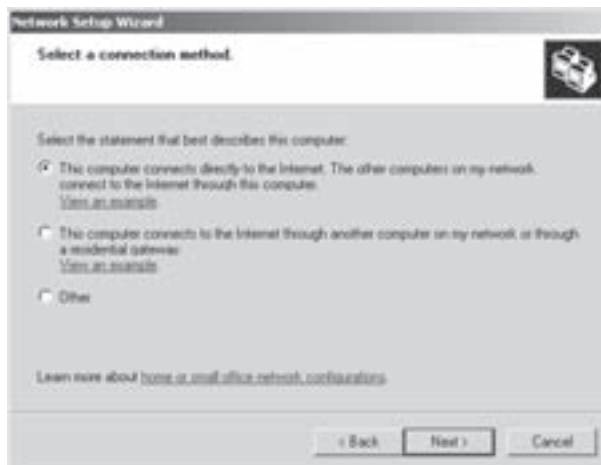 Network Setup Wizard
Select a connection method.
Select the statement that best describes this computer:
This computer connects directly to the Internet. The other computers on my network
connect to the Internet through this computer.
View an example.
This computer connects to the Internet through another computer on my network or through
a residential gateway.
View an example.
Other
Learn more about home or small office network configurations.
< Back
Next >
Cancel